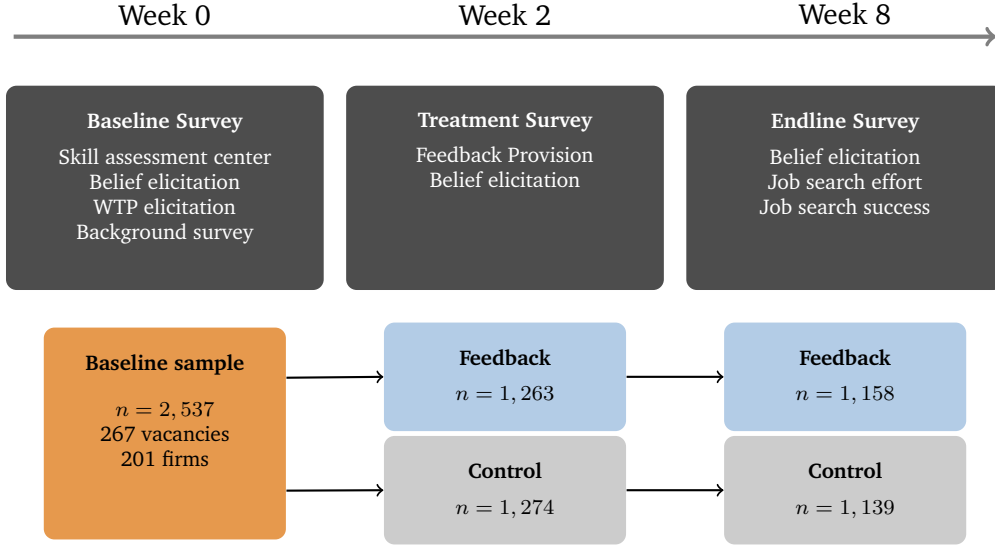 Week 0
Week 2
Week 8
Baseline Survey
Skill assessment center
Belief elicitation
WTP elicitation
Background survey
Treatment Survey
Feedback Provision
Belief elicitation
Endline Survey
Belief elicitation
Job search effort
Job search success
Baseline sample
n = 2, 537
267 vacancies
201 firms
Feedback
n = 1, 263
Feedback
n = 1, 158
Control
n = 1, 274
Control
n = 1, 139